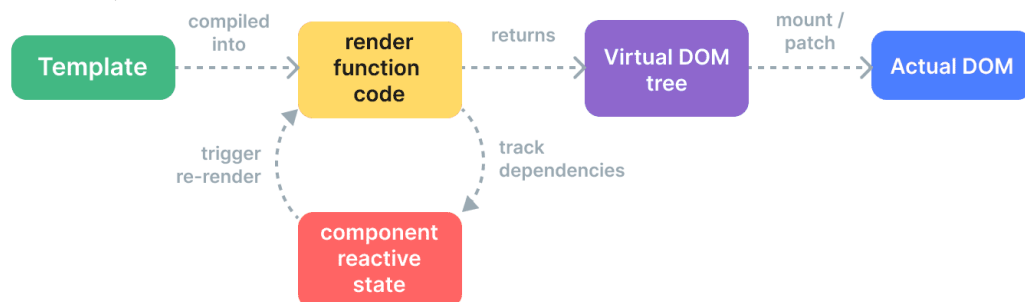 Template
compiled
into
render
function
code
returns
Virtual DOM
tree
mount /
patch
Actual DOM
trigger
re-render
track
dependencies
component
reactive
state